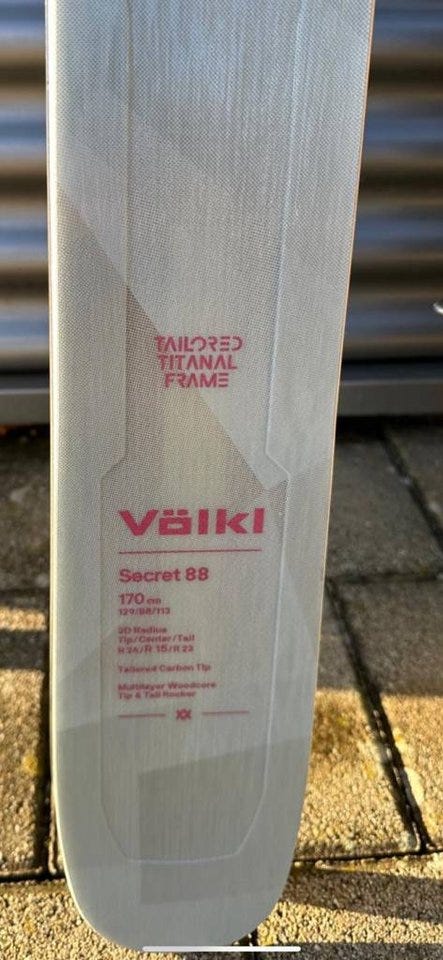 TAILORED
TITANAL
FRAME
Völkl
Secret 88
170 cm
129/88/113
3D Radius
Tip/Center/Tail
R 26/R 15/R 23
Tailored Carbon Tip
Multilayer Woodcore
Tip & Tail Rocker